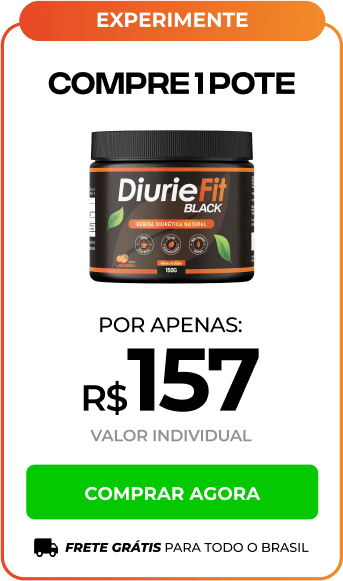 EXPERIMENTE
COMPRE 1 POTE
DiurieFit
BLACK
BEBIDA DIURÉTICA NATURAL
LARANJA
150G
POR APENAS:
R$157
VALOR INDIVIDUAL
COMPRAR AGORA
FRETE GRÁTIS PARA TODO O BRASIL